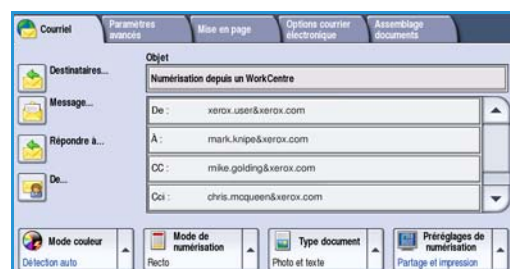 Courriel
Paramètres avancés
Mise en page
Options courrier électronique
Assemblage documents
Objet
Destinataires...
Numérisation depuis un WorkCentre
Message...
De : xerox.user&xerox.com
Répondre à...
À : mark.knipe&xerox.com
CC : mike.golding&xerox.com
De...
Cci : chris.mcqueen&xerox.com
Mode couleur
Détection auto
Mode de numérisation
Recto
Type document
Photo et texte
Préréglages de numérisation
Partage et impression